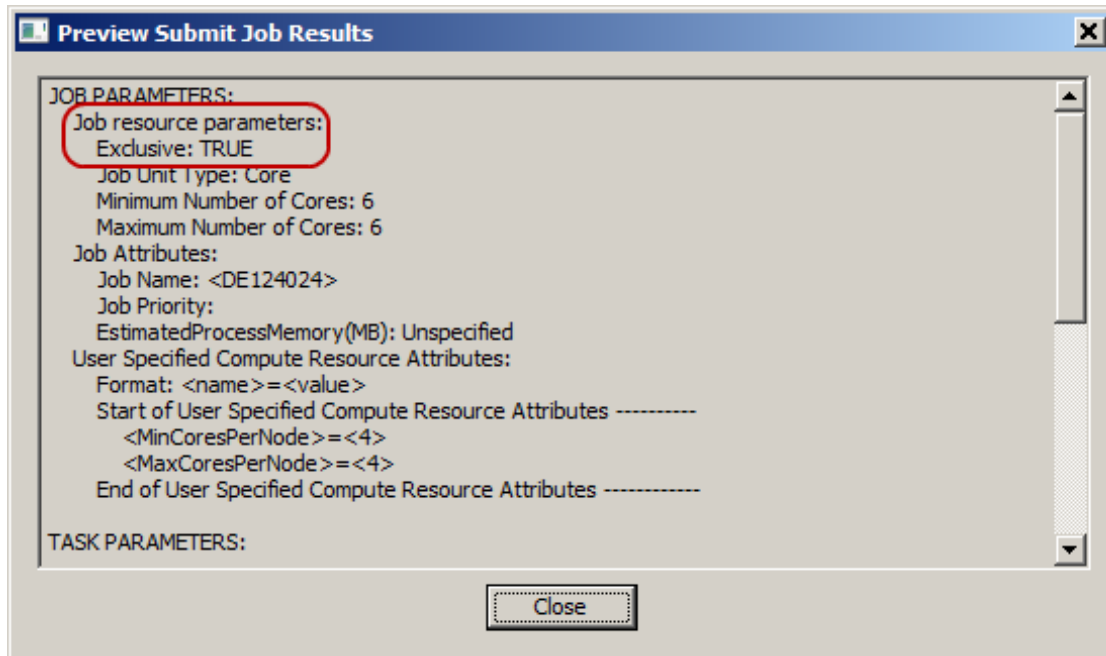 Preview Submit Job Results
JOB PARAMETERS:
Job resource parameters:
Exclusive: TRUE
Job Unit Type: Core
Minimum Number of Cores: 6
Maximum Number of Cores: 6
Job Attributes:
Job Name: <DE124024>
Job Priority:
EstimatedProcessMemory(MB): Unspecified
User Specified Compute Resource Attributes:
Format: <name>=<value>
Start of User Specified Compute Resource Attributes ----------
<MinCoresPerNode>=<4>
<MaxCoresPerNode>=<4>
End of User Specified Compute Resource Attributes ------------
TASK PARAMETERS:
Close